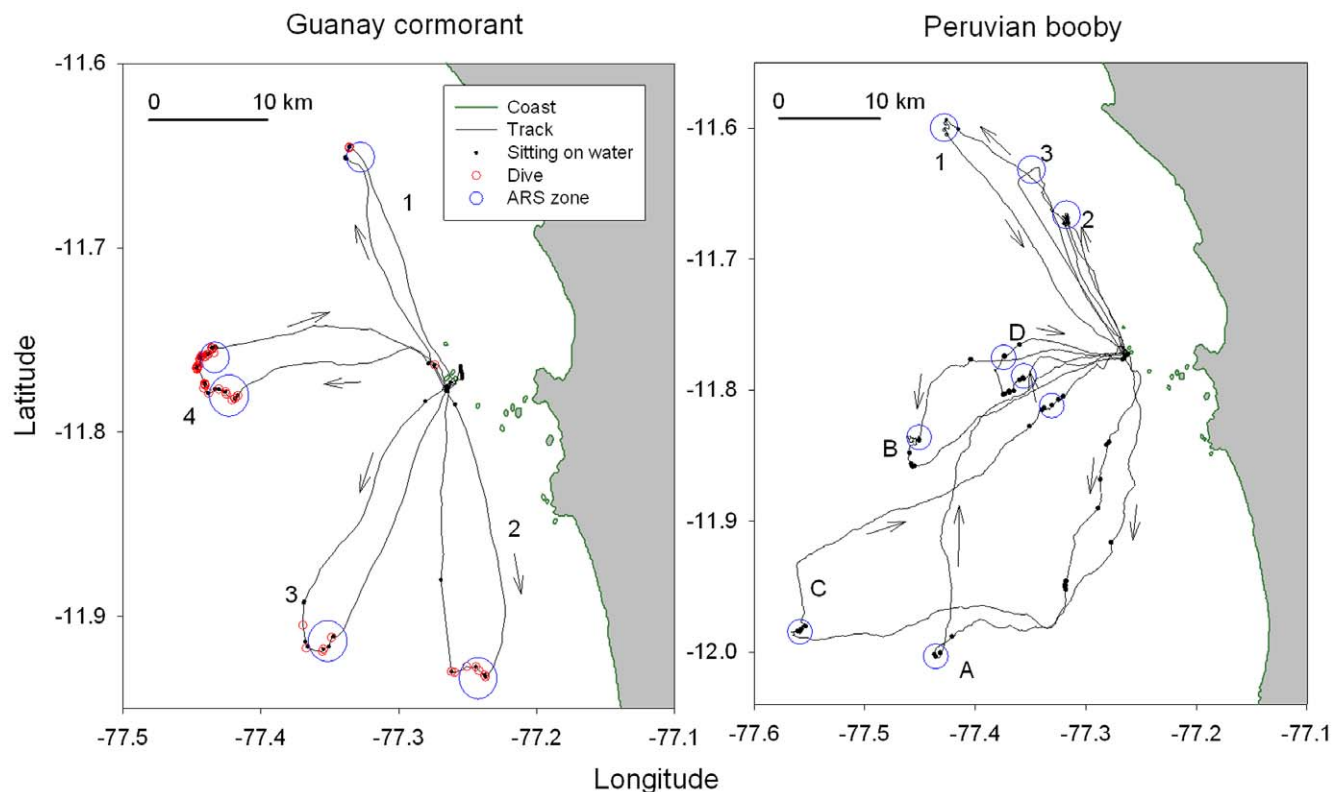 Guanay cormorant
Peruvian booby
-11.6
-11.7
-11.8
-11.9
Latitude
0 10 km
Coast
Track
Sitting on water
Dive
ARS zone
1
2
3
4
-77.5 -77.4 -77.3 -77.2 -77.1
-11.6
-11.7
-11.8
-11.9
-12.0
0 10 km
1
3
2
D
B
C
A
-77.6 -77.5 -77.4 -77.3 -77.2 -77.1
Longitude